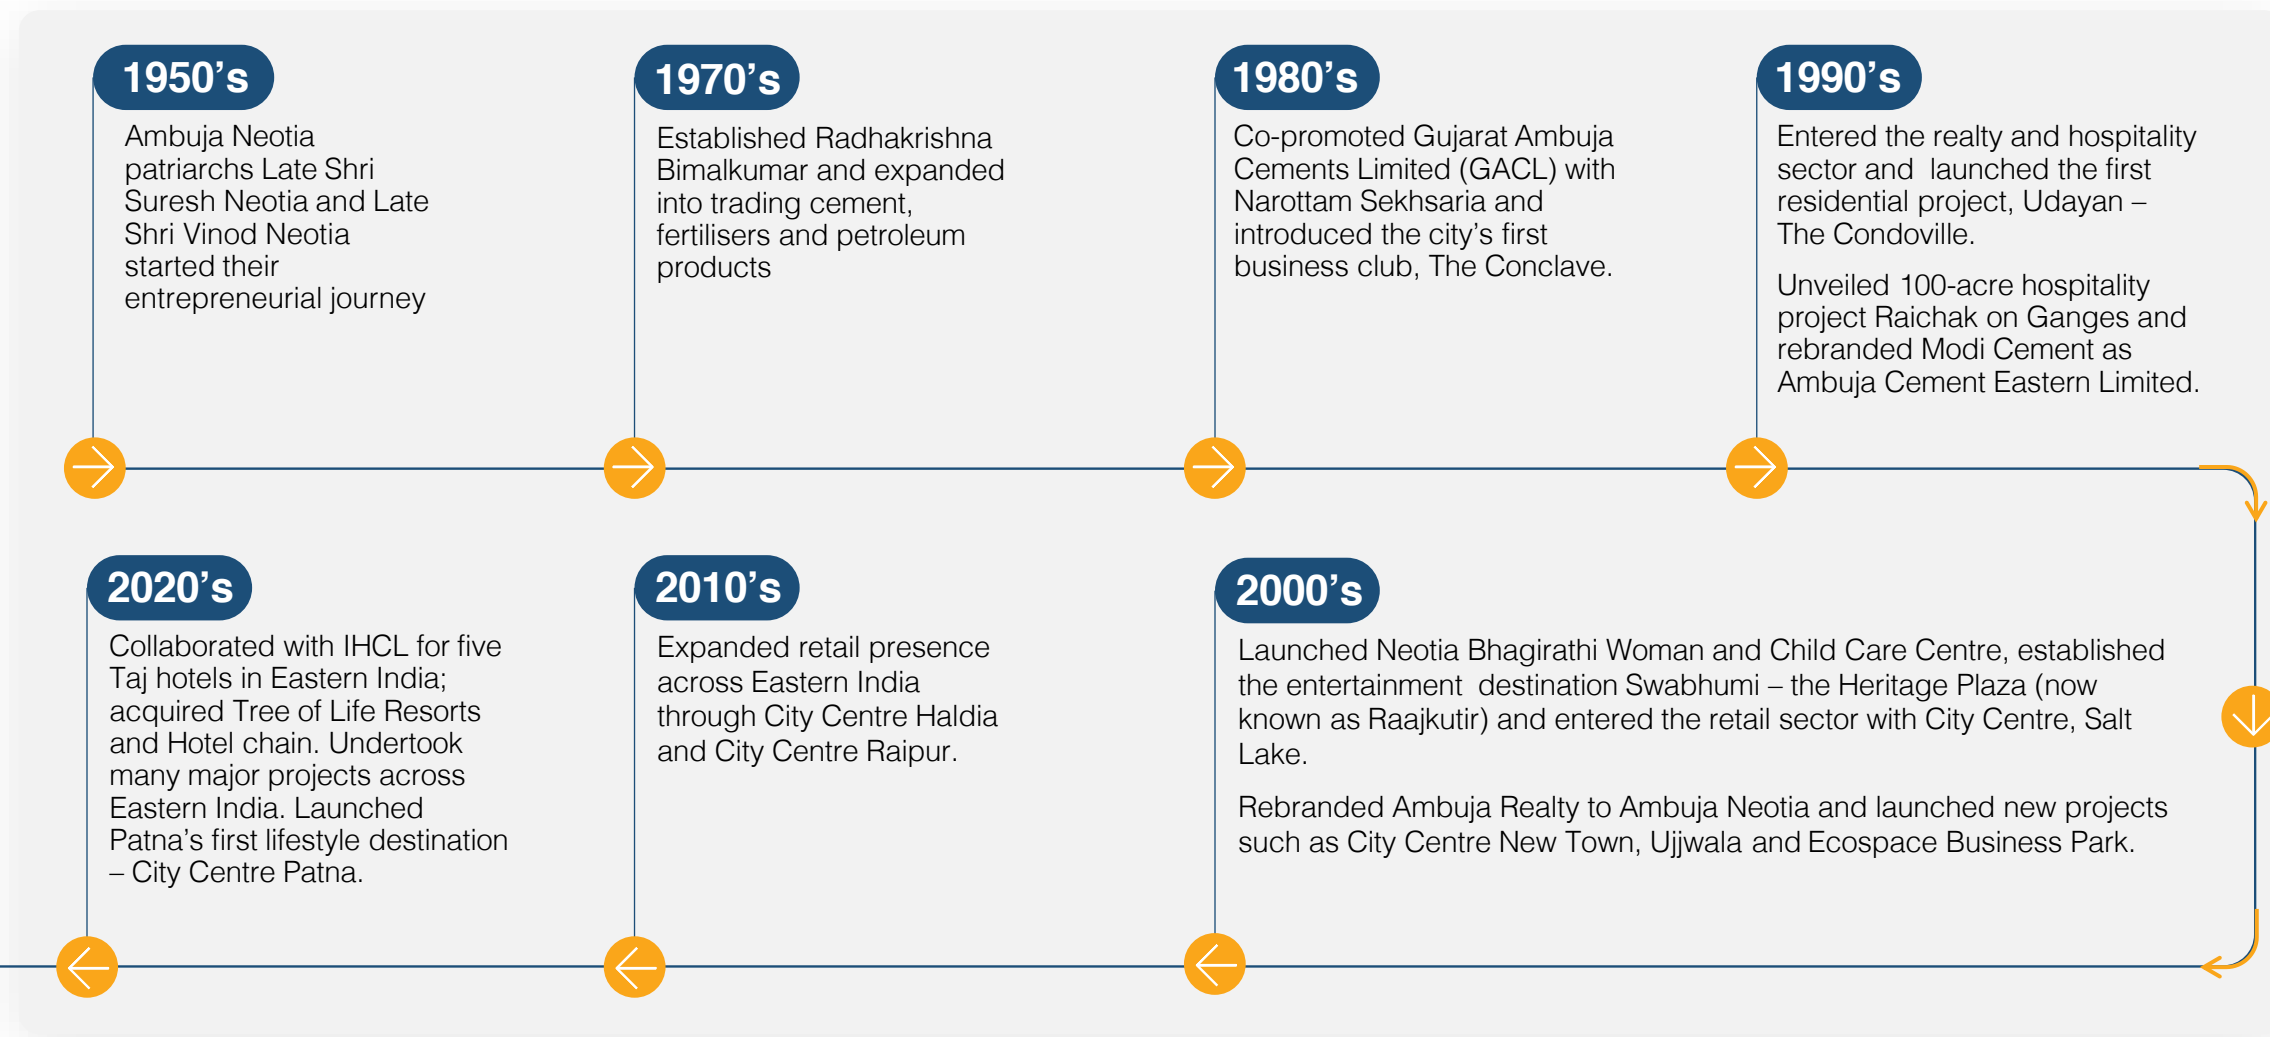 1950’s
Ambuja Neotia
patriarchs Late Shri
Suresh Neotia and Late
Shri Vinod Neotia
started their
entrepreneurial journey
1970’s
Established Radhakrishna
Bimalkumar and expanded
into trading cement,
fertilisers and petroleum
products
1980’s
Co-promoted Gujarat Ambuja
Cements Limited (GACL) with
Narottam Sekhsaria and
introduced the city’s first
business club, The Conclave.
1990’s
Entered the realty and hospitality
sector and launched the first
residential project, Udayan –
The Condoville.
Unveiled 100-acre hospitality
project Raichak on Ganges and
rebranded Modi Cement as
Ambuja Cement Eastern Limited.
2000’s
Launched Neotia Bhagirathi Woman and Child Care Centre, established
the entertainment destination Swabhumi – the Heritage Plaza (now
known as Raajkutir) and entered the retail sector with City Centre, Salt
Lake.
Rebranded Ambuja Realty to Ambuja Neotia and launched new projects
such as City Centre New Town, Ujjwala and Ecospace Business Park.
2010’s
Expanded retail presence
across Eastern India
through City Centre Haldia
and City Centre Raipur.
2020’s
Collaborated with IHCL for five
Taj hotels in Eastern India;
acquired Tree of Life Resorts
and Hotel chain. Undertook
many major projects across
Eastern India. Launched
Patna’s first lifestyle destination
– City Centre Patna.